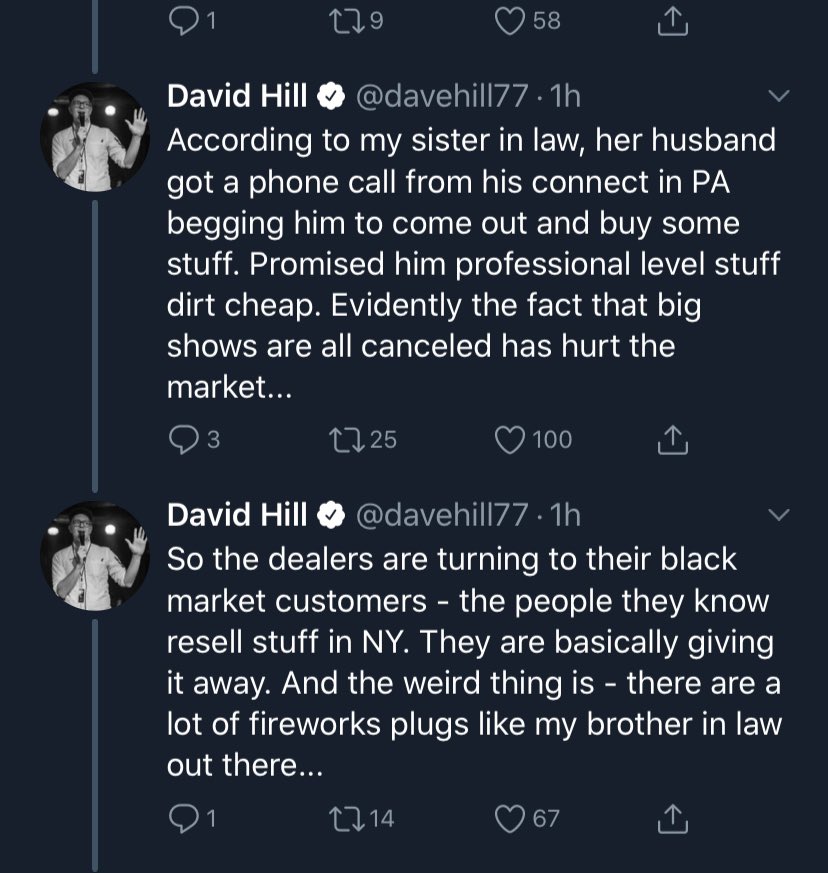 1 9 58
David Hill @davehill77 · 1h
According to my sister in law, her husband
got a phone call from his connect in PA
begging him to come out and buy some
stuff. Promised him professional level stuff
dirt cheap. Evidently the fact that big
shows are all canceled has hurt the
market...
3 25 100
David Hill @davehill77 · 1h
So the dealers are turning to their black
market customers - the people they know
resell stuff in NY. They are basically giving
it away. And the weird thing is - there are a
lot of fireworks plugs like my brother in law
out there...
1 14 67